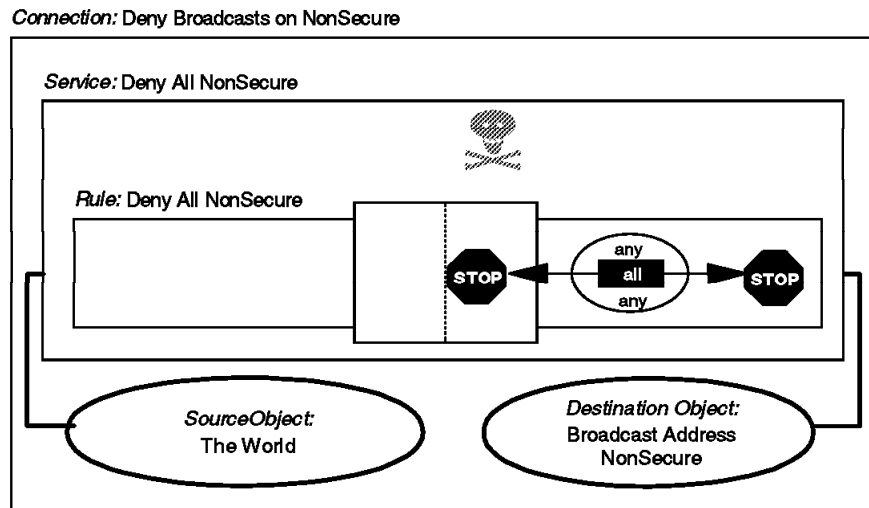 Connection: Deny Broadcasts on NonSecure
Service: Deny All NonSecure
Rule: Deny All NonSecure
any
STOP all STOP
any
SourceObject:
The World
Destination Object:
Broadcast Address
NonSecure